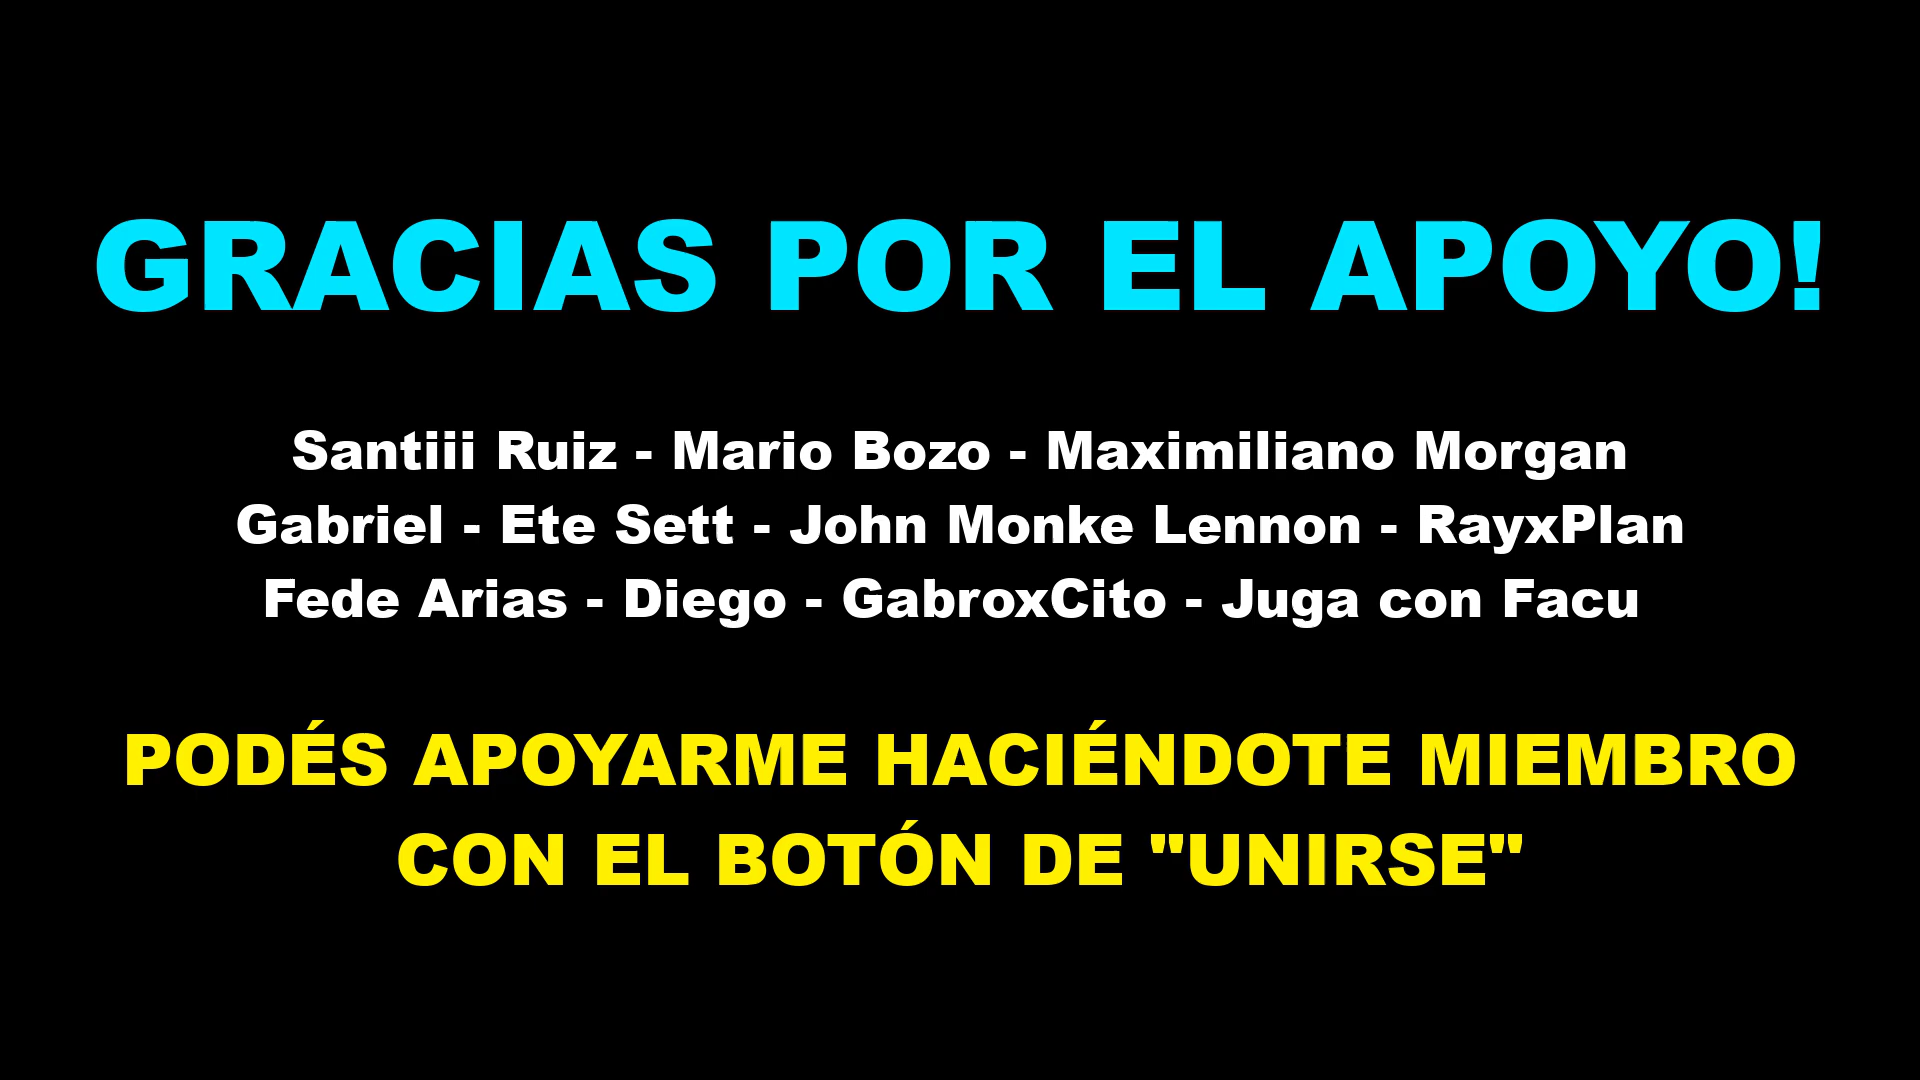 GRACIAS POR EL APOYO!
Santiii Ruiz - Mario Bozo - Maximiliano Morgan
Gabriel - Ete Sett - John Monke Lennon - RayxPlan
Fede Arias - Diego - GabroxCito - Juga con Facu
PODÉS APOYARME HACIÉNDOTE MIEMBRO
CON EL BOTÓN DE "UNIRSE"